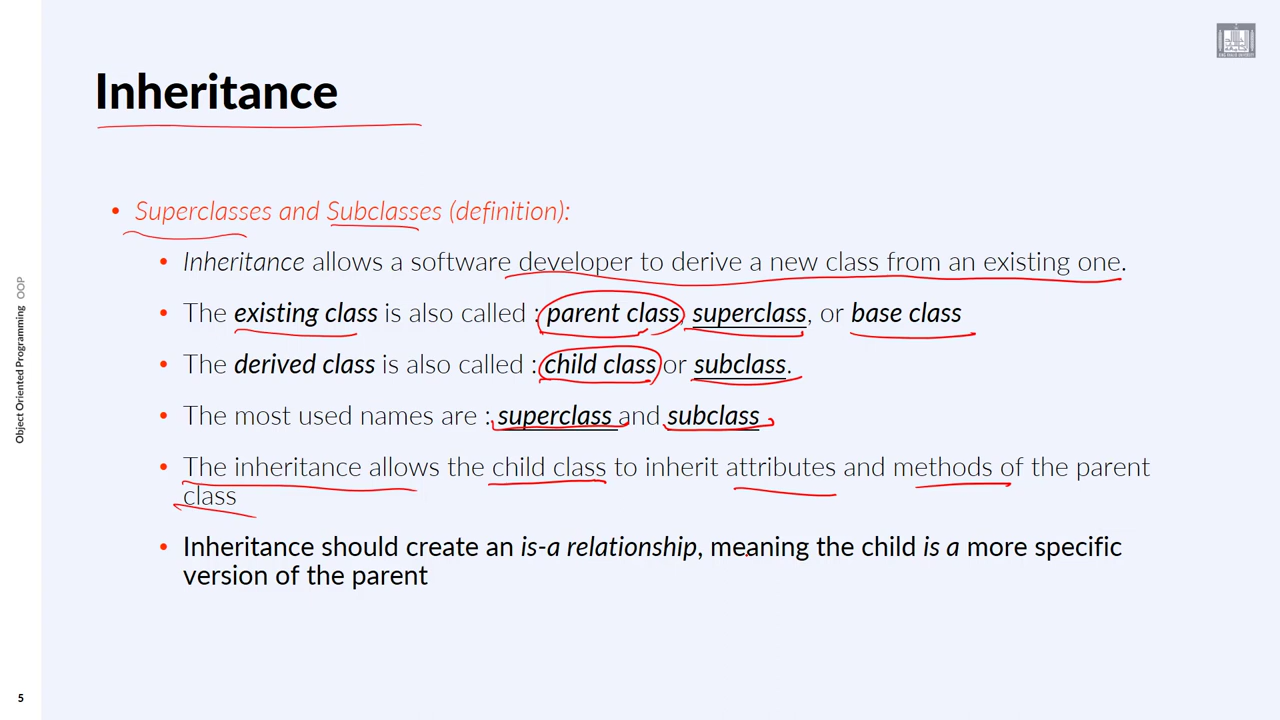 Inheritance
• Superclasses and Subclasses (definition):
• Inheritance allows a software developer to derive a new class from an existing one.
• The existing class is also called : parent class, superclass, or base class
• The derived class is also called : child class or subclass.
• The most used names are : superclass and subclass
• The inheritance allows the child class to inherit attributes and methods of the parent
class
• Inheritance should create an is-a relationship, meaning the child is a more specific
version of the parent
Object Oriented Programming OOP
5